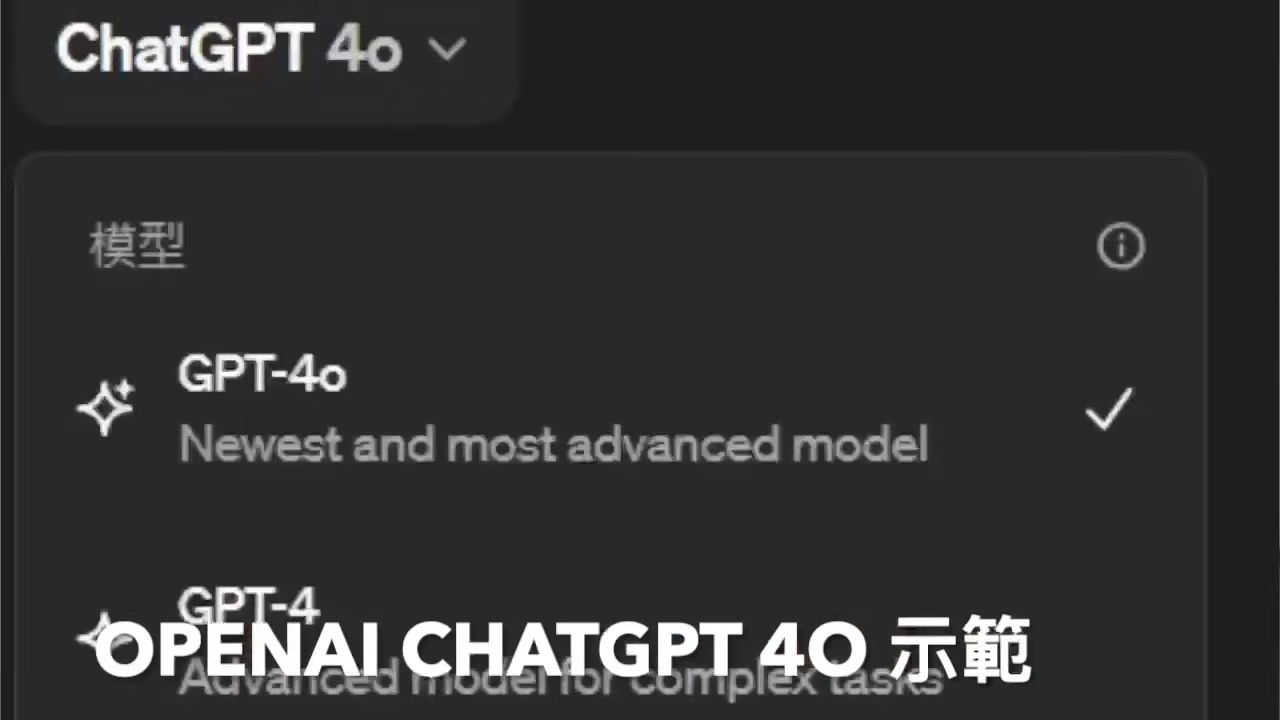 ChatGPT 4o
模型
GPT-4o
Newest and most advanced model
GPT-4
OPENAI CHATGPT 4O 示範
Advanced model for complex tasks